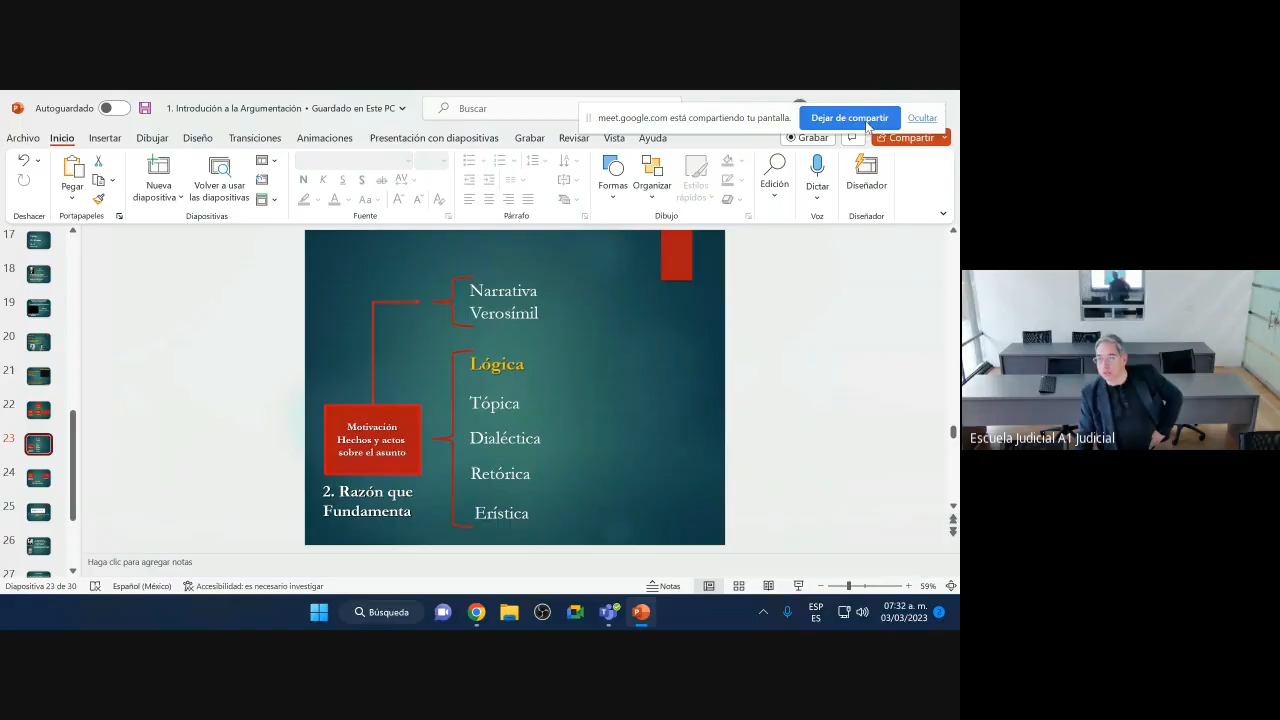 Autoguardado
1. Introdución a la Argumentación • Guardado en Este PC
Buscar
meet.google.com está compartiendo tu pantalla.
Dejar de compartir
Ocultar
Archivo
Inicio
Insertar
Dibujar
Diseño
Transiciones
Animaciones
Presentación con diapositivas
Grabar
Revisar
Grabar
Compartir
Pegar
Nueva
diapositiva
Volver a usar
las diapositivas
N K S S ab AV
A Aa A A A
Formas
Organizar
Estilos
rápidos
Edición
Dictar
Diseñador
Deshacer
Portapapeles
Diapositivas
Fuente
Párrafo
Dibujo
Voz
Diseñador
17
18
19
20
21
22
23
24
25
26
27
Narrativa
Verosímil
Lógica
Tópica
Dialéctica
Retórica
Erística
Motivación
Hechos y actos
sobre el asunto
2. Razón que
Fundamenta
Haga clic para agregar notas
Diapositiva 23 de 30
Español (México)
Accesibilidad: es necesario investigar
Notas
59%
Búsqueda
ESP
ES
07:32 a. m.
03/03/2023
2
Escuela Judicial A1 Judicial